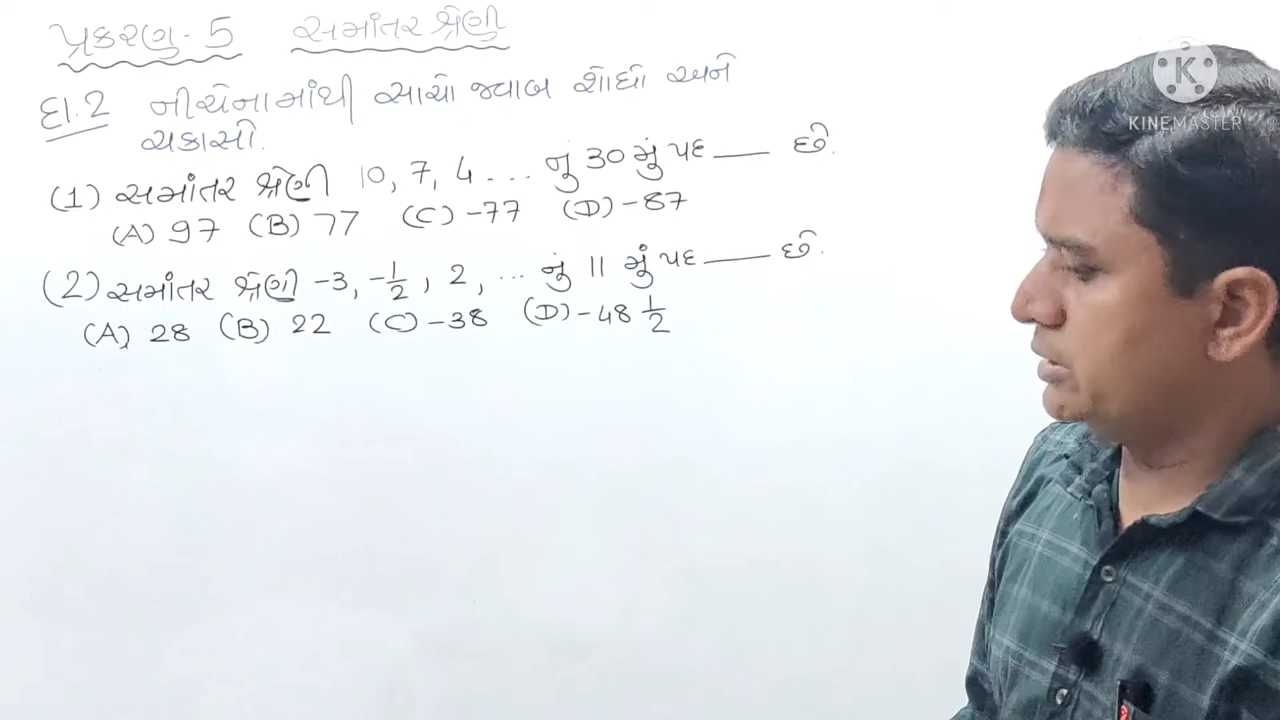 પ્રકરણ - 5 સમાંતર શ્રેણી
દા.2 નીચેનામાંથી સાચો જવાબ શોધો અને
ચકાસો.
(1) સમાંતર શ્રેણી 10, 7, 4 ... નું 30 મું પદ ___ છે.
(A) 97 (B) 77 (C) -77 (D) -87
(2) સમાંતર શ્રેણી -3, -1/2, 2, ... નું 11 મું પદ ___ છે.
(A) 28 (B) 22 (C) -38 (D) -48 1/2
K
KINEMASTER